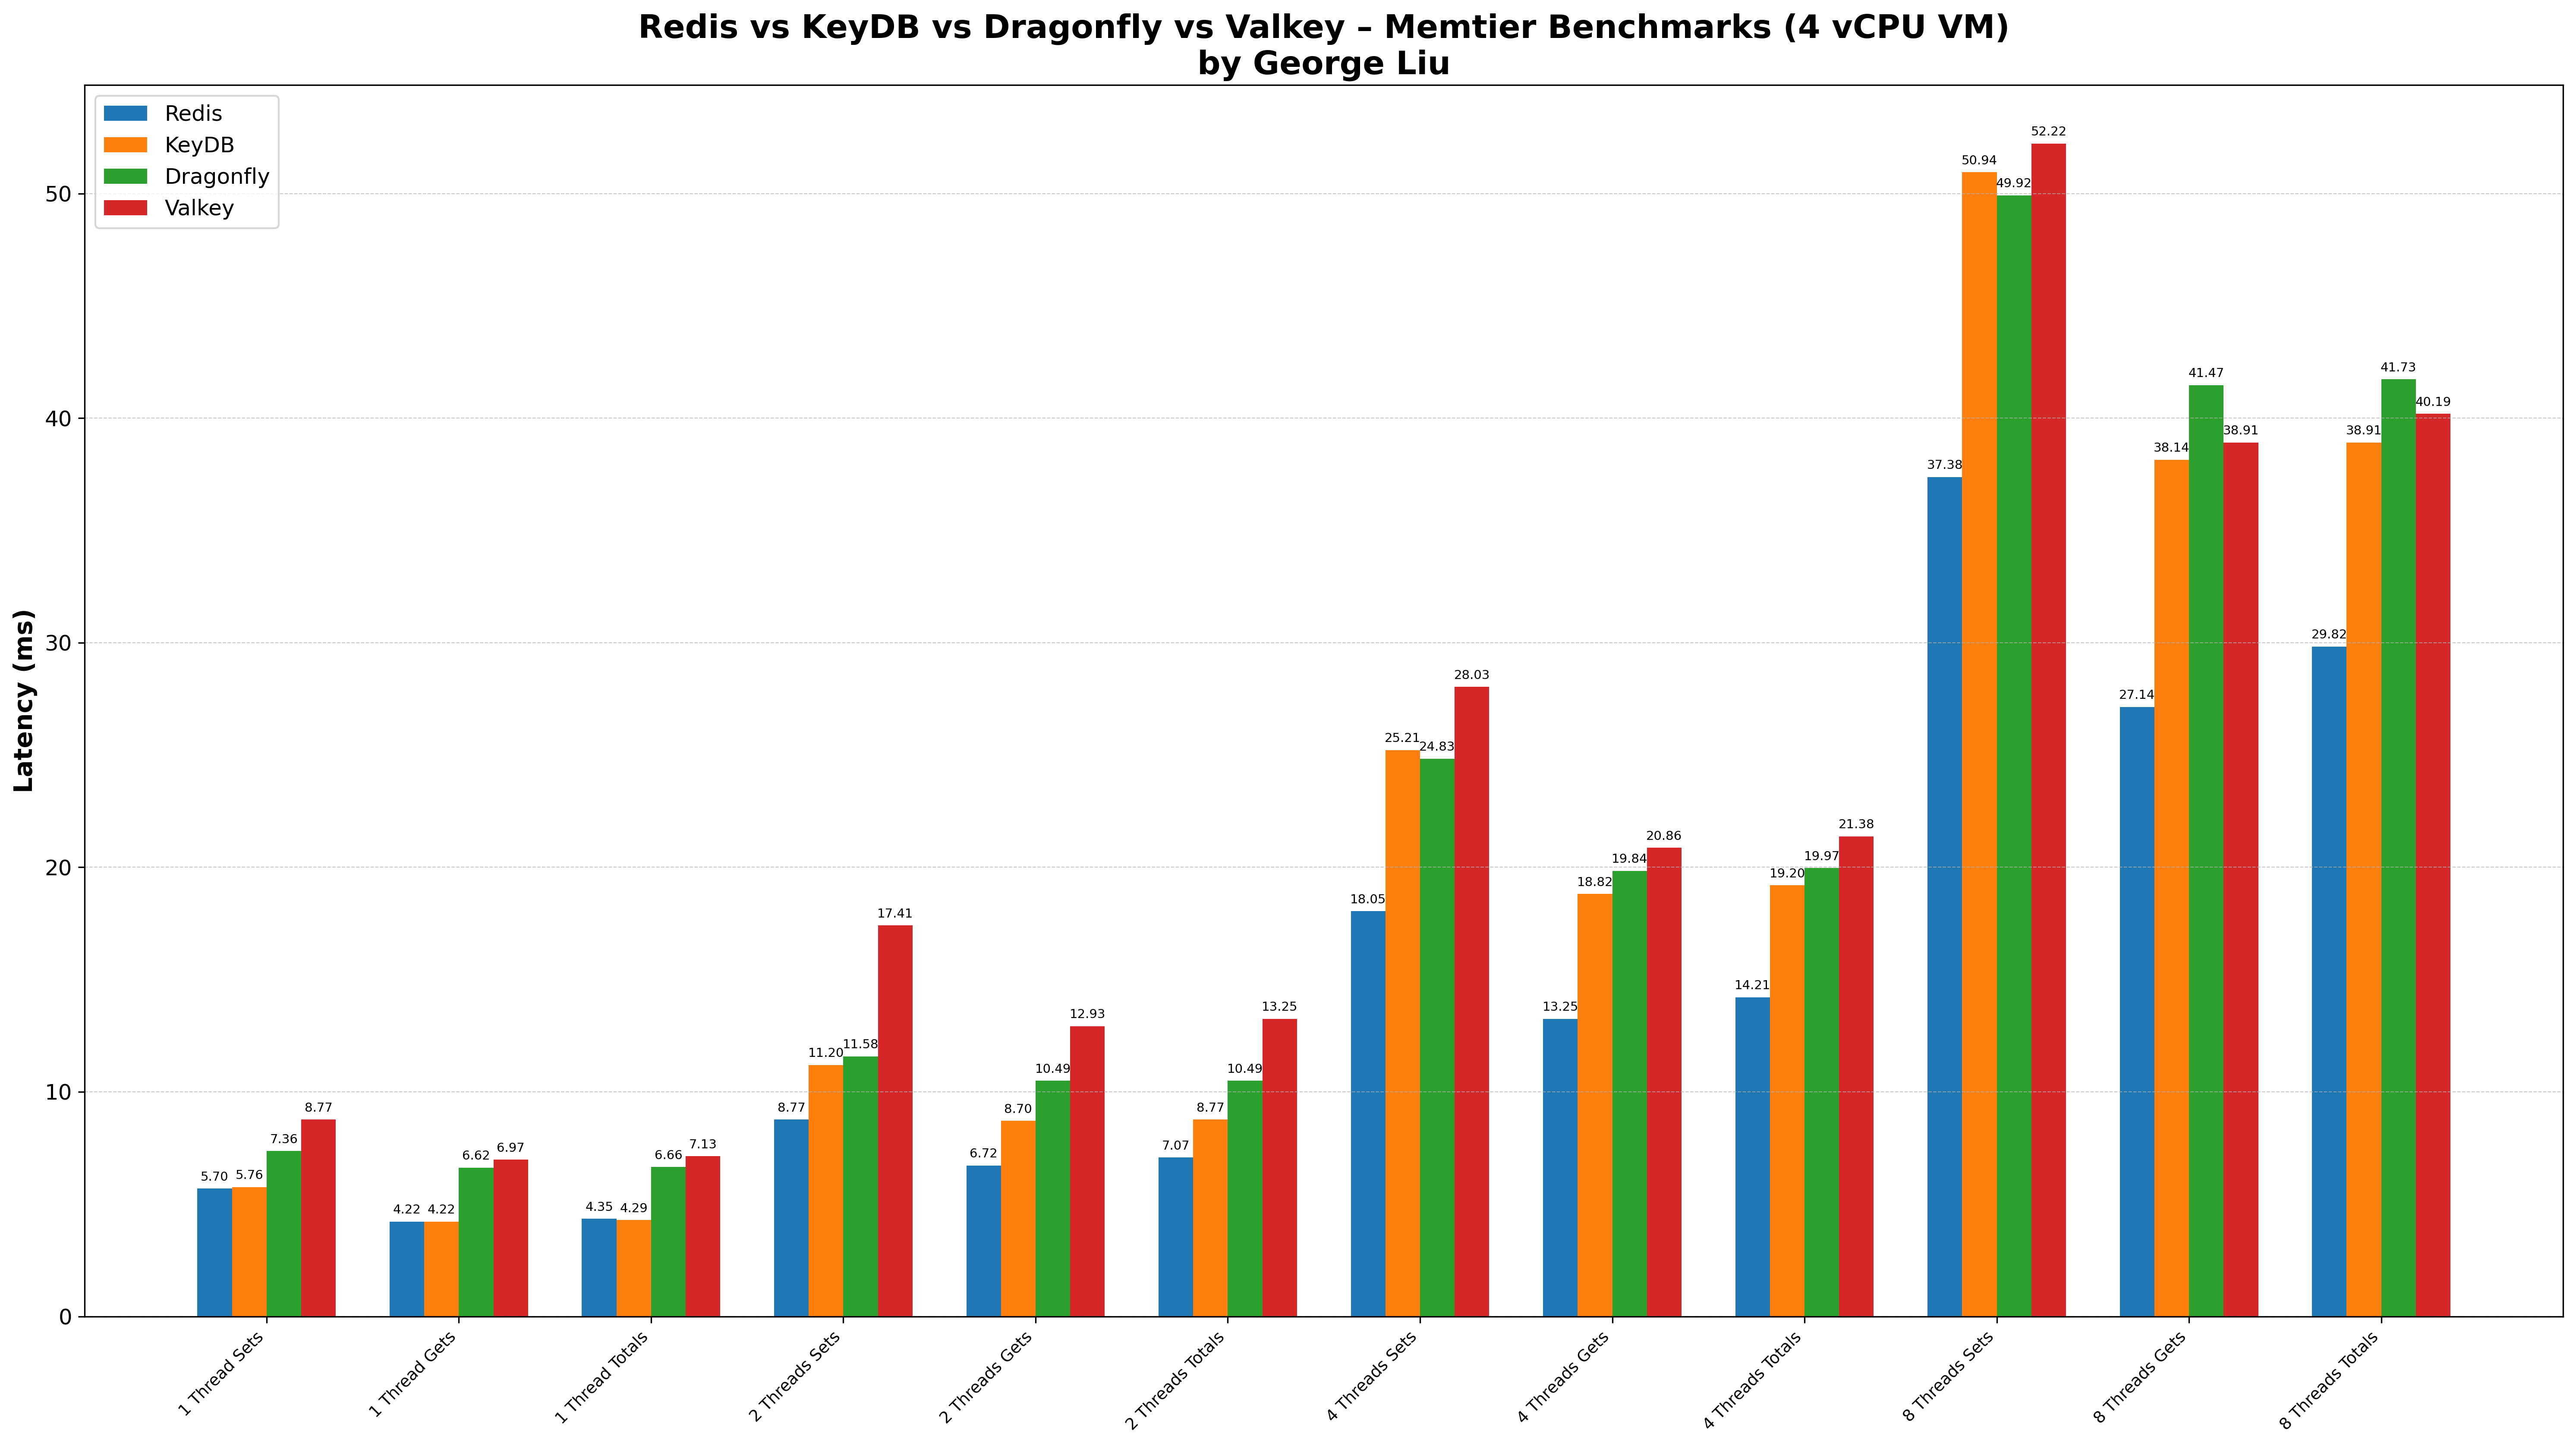 Redis vs KeyDB vs Dragonfly vs Valkey – Memtier Benchmarks (4 vCPU VM)
by George Liu
Redis
KeyDB
Dragonfly
Valkey
Latency (ms)
50
40
30
20
10
0
5.70 5.76 7.36 8.77
4.22 4.22 6.62 6.97
4.35 4.29 6.66 7.13
8.77 11.20 11.58 17.41
6.72 8.70 10.49 12.93
7.07 8.77 10.49 13.25
18.05 25.21 24.83 28.03
13.25 18.82 19.84 20.86
14.21 19.20 19.97 21.38
37.38 50.94 49.92 52.22
27.14 38.14 41.47 38.91
29.82 38.91 41.73 40.19
1 Thread Sets
1 Thread Gets
1 Thread Totals
2 Threads Sets
2 Threads Gets
2 Threads Totals
4 Threads Sets
4 Threads Gets
4 Threads Totals
8 Threads Sets
8 Threads Gets
8 Threads Totals